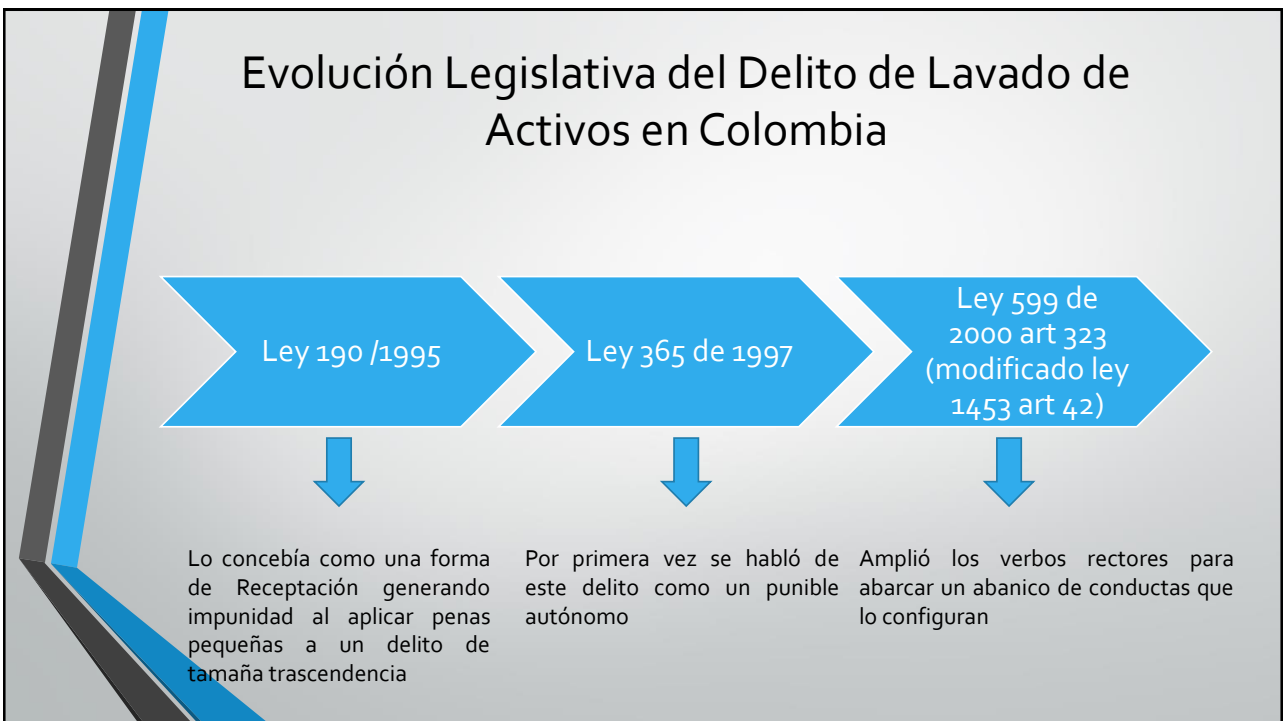 Evolución Legislativa del Delito de Lavado de
Activos en Colombia
Ley 190 /1995
Ley 365 de 1997
Ley 599 de
2000 art 323
(modificado ley
1453 art 42)
Lo concebía como una forma
de Receptación generando
impunidad al aplicar penas
pequeñas a un delito de
tamaña trascendencia
Por primera vez se habló de
este delito como un punible
autónomo
Amplió los verbos rectores para
abarcar un abanico de conductas que
lo configuran